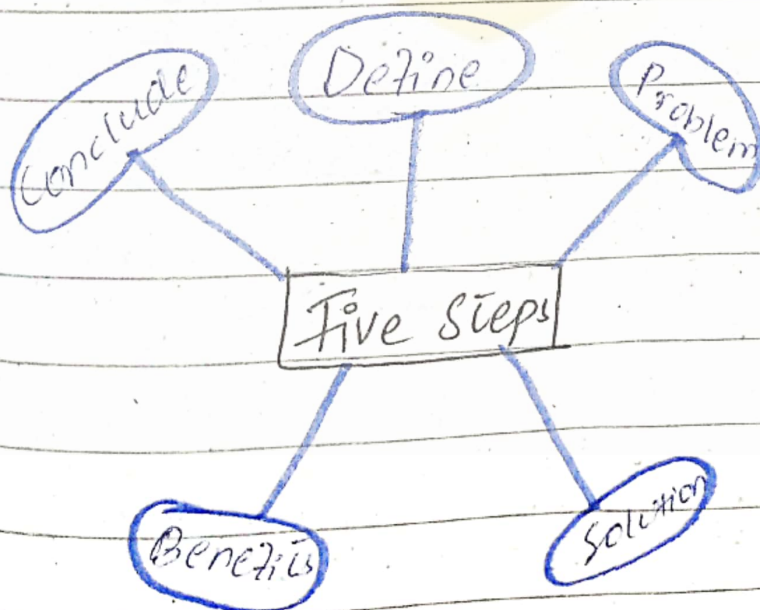 Conclude
Define
Problem
Five Steps
Benefits
Solution